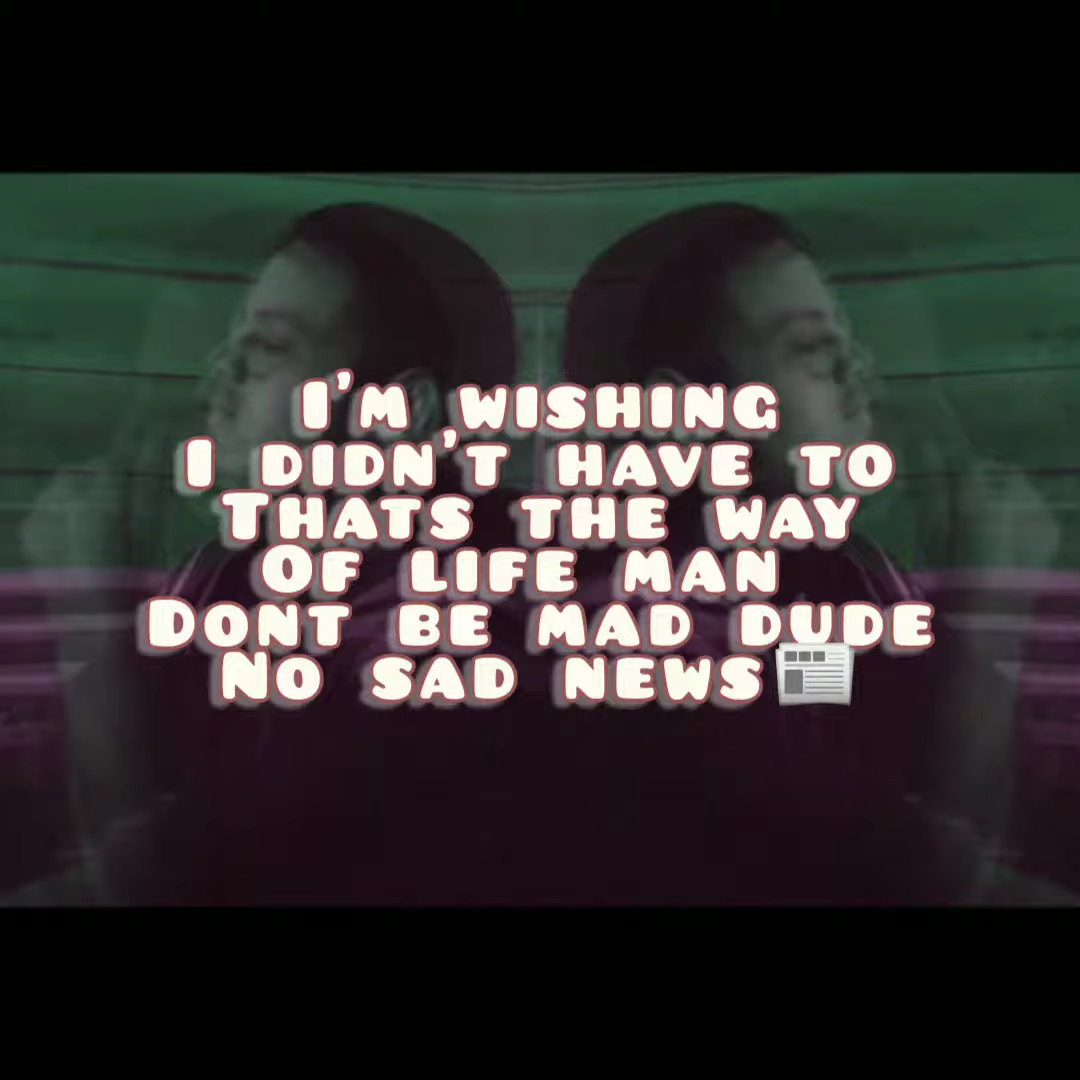 I'm wishing
I didn't have to
Thats the way
Of life man
Dont be mad dude
No sad news📰